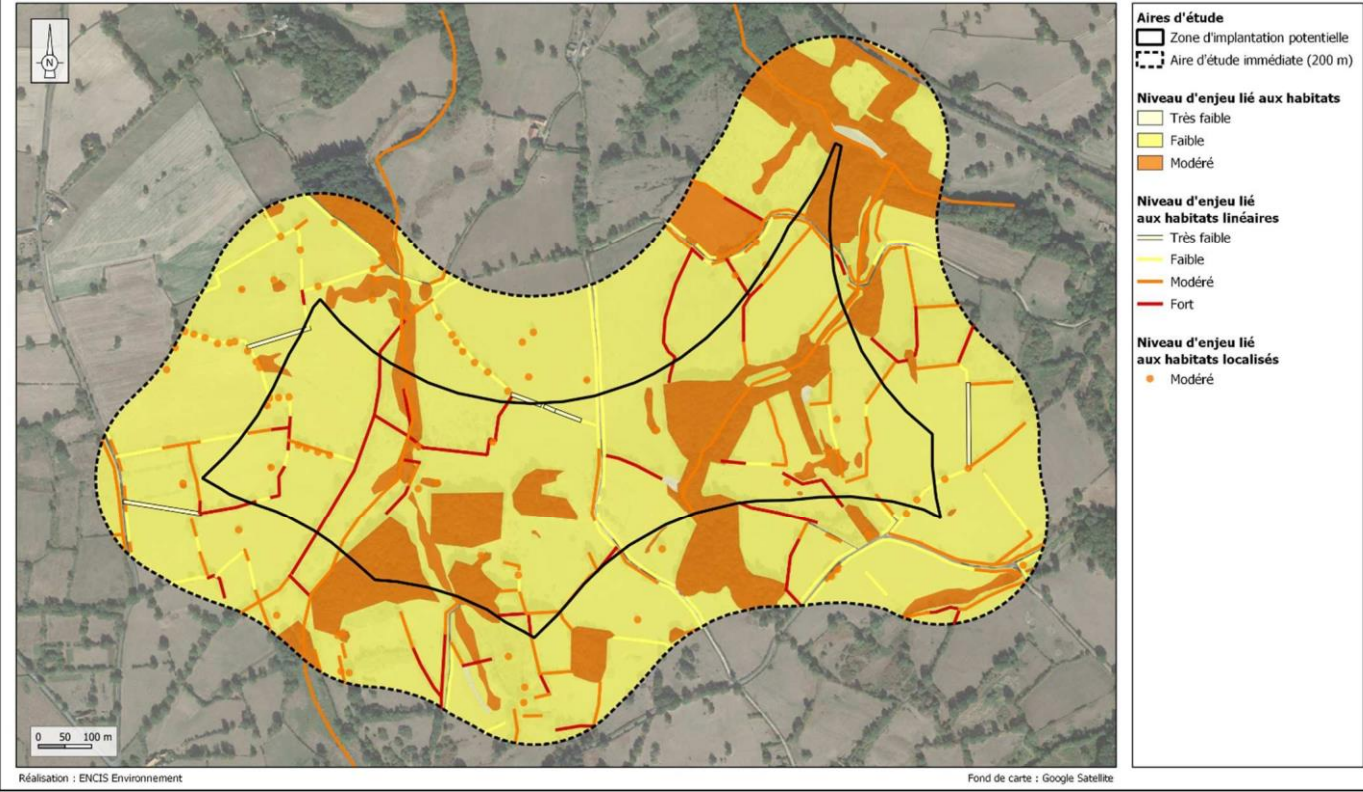 N
Aires d'étude
Zone d'implantation potentielle
Aire d'étude immédiate (200 m)
Niveau d'enjeu lié aux habitats
Très faible
Faible
Modéré
Niveau d'enjeu lié
aux habitats linéaires
Très faible
Faible
Modéré
Fort
Niveau d'enjeu lié
aux habitats localisés
Modéré
0 50 100 m
Réalisation : ENCIS Environnement
Fond de carte : Google Satellite